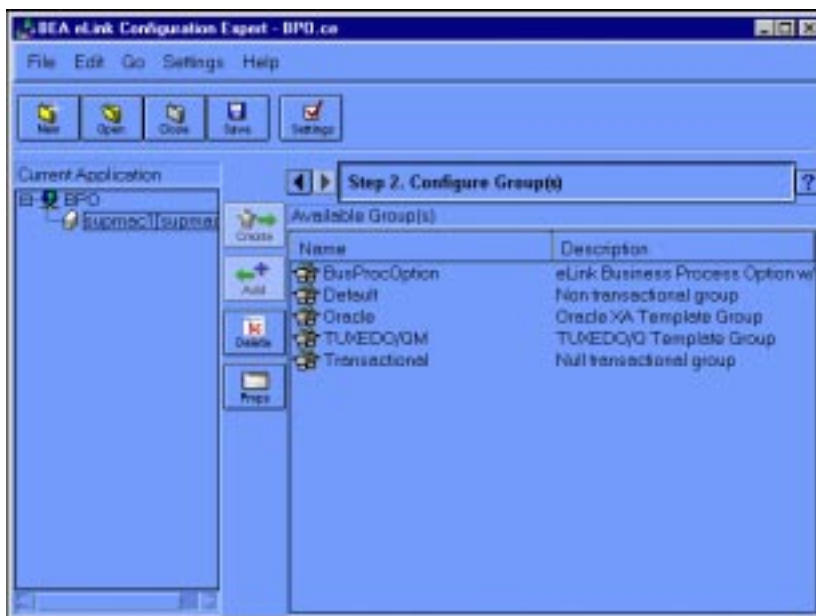 BEA eLink Configuration Expert - BPO.ce
File Edit Go Settings Help
New Open Close Save Settings
Current Application
Step 2. Configure Group(s)
?
BPO
supmac1[supmac
Create
Add
Delete
Props
Available Group(s)
Name Description
BusProcOption eLink Business Process Option w/
Default Non transactional group
Oracle Oracle XA Template Group
TUXEDO/QM TUXEDO/Q Template Group
Transactional Null transactional group